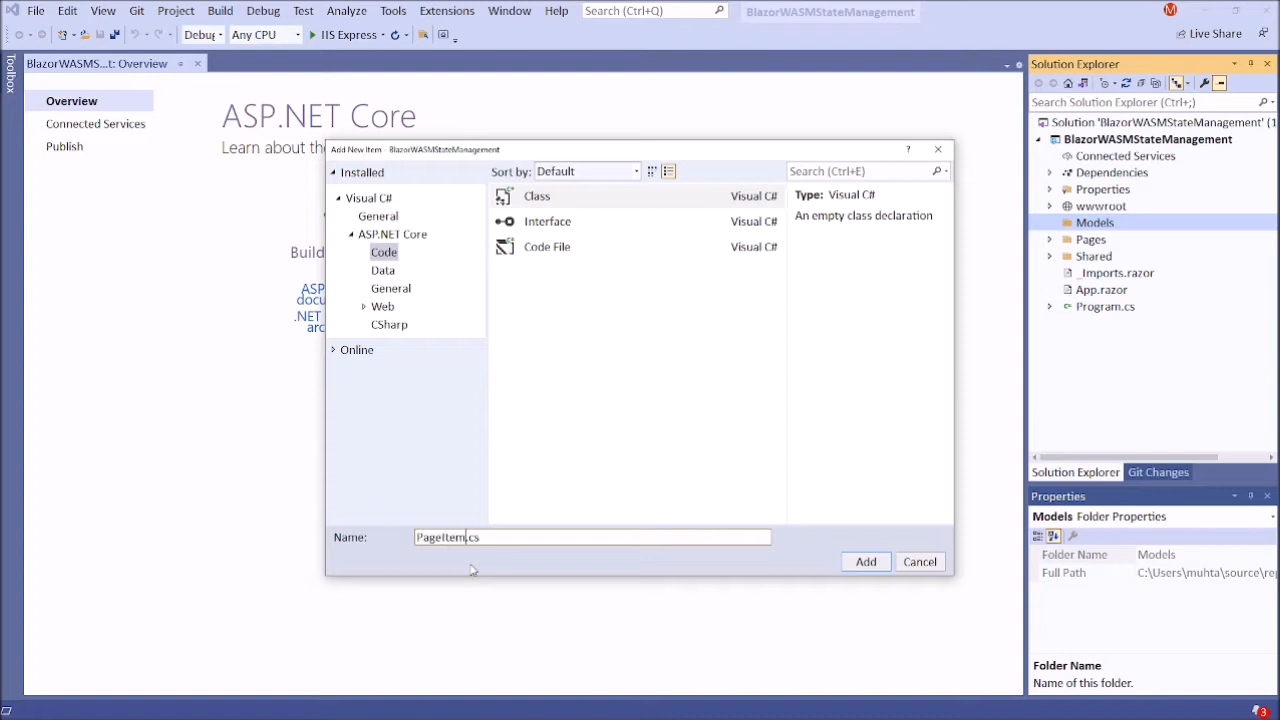 File Edit View Git Project Build Debug Test Analyze Tools Extensions Window Help Search (Ctrl+Q) BlazorWASMStateManagement
Debug Any CPU IIS Express Live Share
Toolbox
BlazorWASMS...t: Overview
Overview
Connected Services
Publish
ASP.NET Core
Learn about the
Build
ASP
docu
.NET
arc
Add New Item - BlazorWASMStateManagement
Installed
Sort by: Default
Search (Ctrl+E)
Visual C#
General
ASP.NET Core
Code
Data
General
Web
CSharp
Online
Class Visual C#
Interface Visual C#
Code File Visual C#
Type: Visual C#
An empty class declaration
Name: PageItem.cs
Add Cancel
Solution Explorer
Search Solution Explorer (Ctrl+;)
Solution 'BlazorWASMStateManagement' (1
BlazorWASMStateManagement
Connected Services
Dependencies
Properties
wwwroot
Models
Pages
Shared
_Imports.razor
App.razor
Program.cs
Solution Explorer Git Changes
Properties
Models Folder Properties
Folder Name Models
Full Path C:\Users\muhta\source\rep
Folder Name
Name of this folder.
3